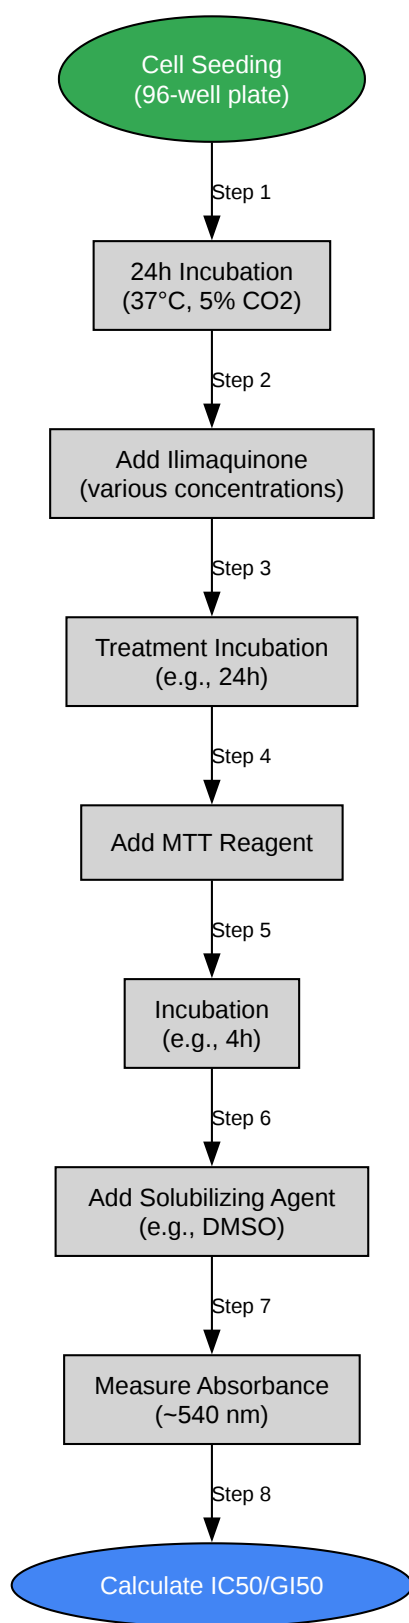 Cell Seeding
(96-well plate)
Step 1
24h Incubation
(37°C, 5% CO2)
Step 2
Add Ilimaquinone
(various concentrations)
Step 3
Treatment Incubation
(e.g., 24h)
Step 4
Add MTT Reagent
Step 5
Incubation
(e.g., 4h)
Step 6
Add Solubilizing Agent
(e.g., DMSO)
Step 7
Measure Absorbance
(~540 nm)
Step 8
Calculate IC50/GI50